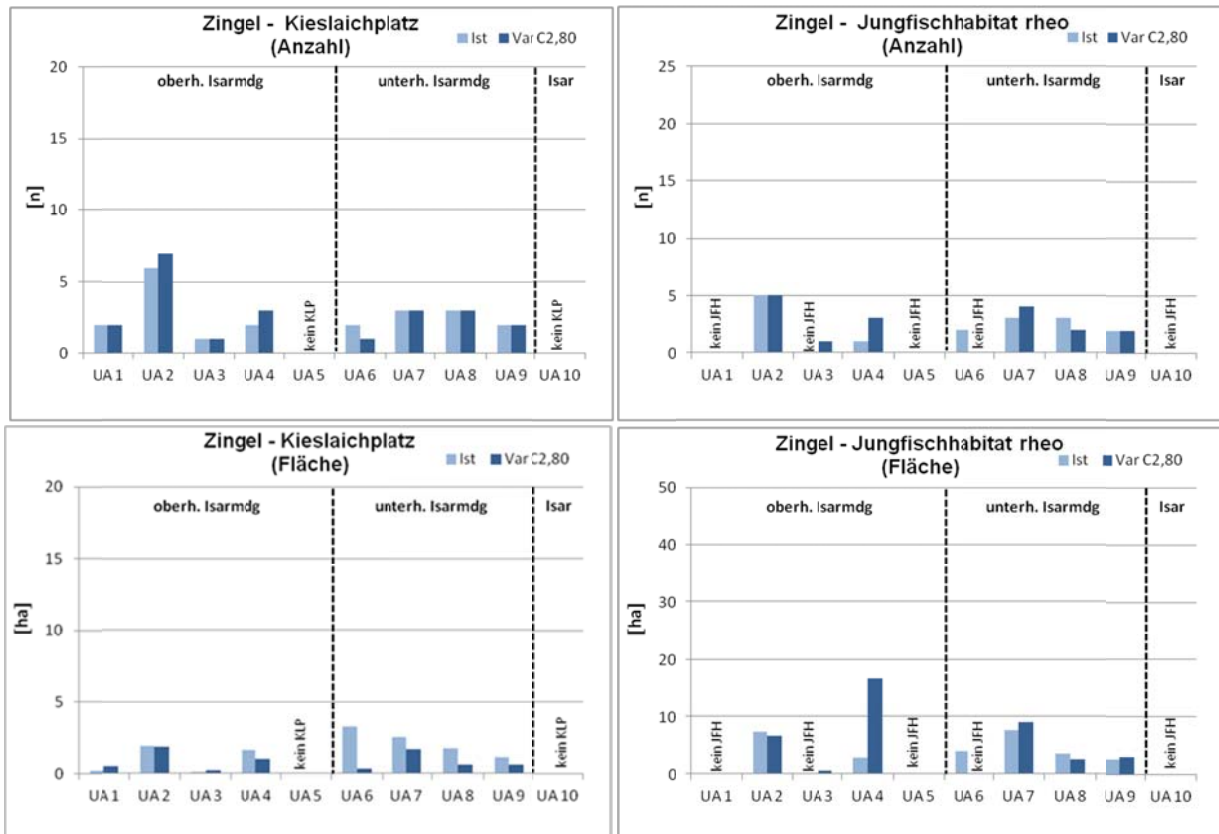 Zingel - Kieslaichplatz
(Anzahl)
Ist
Var C2,80
20
15
10
5
0
[n]
oberh. Isarmdg
unterh. Isarmdg
Isar
kein KLP
kein KLP
UA 1
UA 2
UA 3
UA 4
UA 5
UA 6
UA 7
UA 8
UA 9
UA 10
Zingel - Jungfischhabitat rheo
(Anzahl)
Ist
Var C2,80
25
20
15
10
5
0
[n]
oberh. Isarmdg
unterh. Isarmdg
Isar
kein JFH
kein JFH
kein JFH
kein JFH
kein JFH
UA 1
UA 2
UA 3
UA 4
UA 5
UA 6
UA 7
UA 8
UA 9
UA 10
Zingel - Kieslaichplatz
(Fläche)
Ist
Var C2,80
20
15
10
5
0
[ha]
oberh. Isarmdg
unterh. Isarmdg
Isar
kein KLP
kein KLP
UA 1
UA 2
UA 3
UA 4
UA 5
UA 6
UA 7
UA 8
UA 9
UA 10
Zingel - Jungfischhabitat rheo
(Fläche)
Ist
Var C2,80
50
40
30
20
10
0
[ha]
oberh. Isarmdg
unterh. Isarmdg
Isar
kein JFH
kein JFH
kein JFH
kein JFH
kein JFH
UA 1
UA 2
UA 3
UA 4
UA 5
UA 6
UA 7
UA 8
UA 9
UA 10